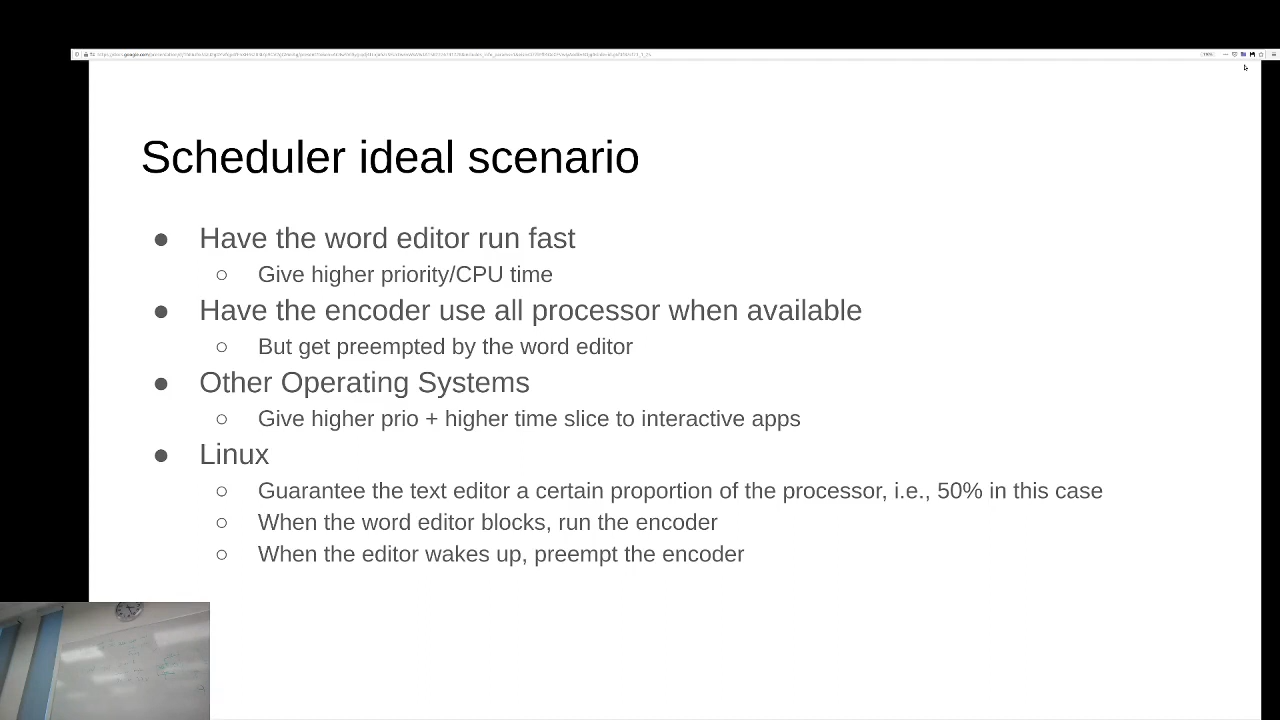 Scheduler ideal scenario
● Have the word editor run fast
○ Give higher priority/CPU time
● Have the encoder use all processor when available
○ But get preempted by the word editor
● Other Operating Systems
○ Give higher prio + higher time slice to interactive apps
● Linux
○ Guarantee the text editor a certain proportion of the processor, i.e., 50% in this case
○ When the word editor blocks, run the encoder
○ When the editor wakes up, preempt the encoder